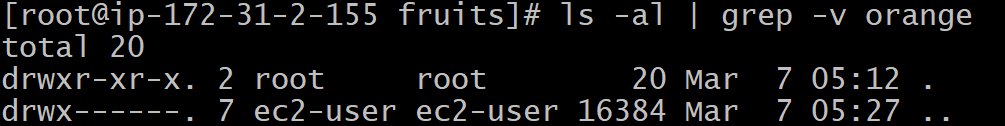 [root@ip-172-31-2-155 fruits]# ls -al | grep -v orange
total 20
drwxr-xr-x. 2 root     root        20 Mar  7 05:12 .
drwx------. 7 ec2-user ec2-user 16384 Mar  7 05:27 ..